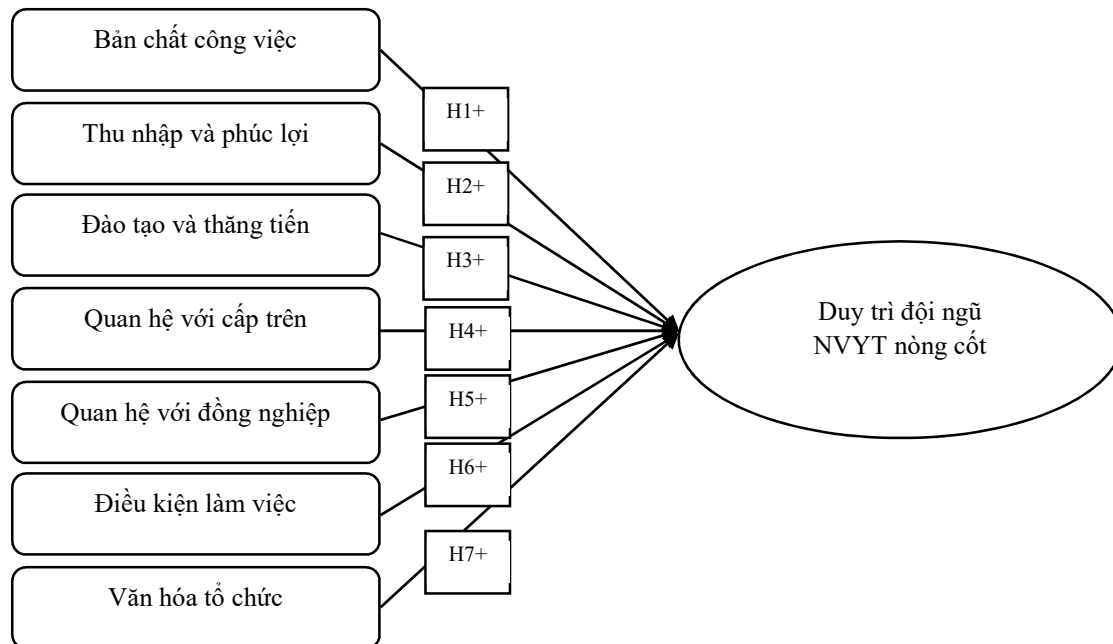 Bản chất công việc
H1+
Thu nhập và phúc lợi
H2+
Đào tạo và thăng tiến
H3+
Quan hệ với cấp trên
H4+
Quan hệ với đồng nghiệp
H5+
Điều kiện làm việc
H6+
Văn hóa tổ chức
H7+
Duy trì đội ngũ
NVYT nòng cốt